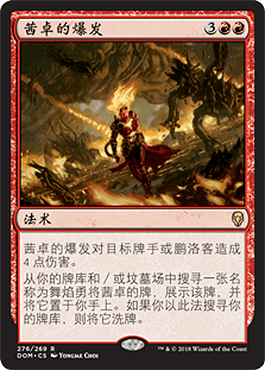 茜卓的爆发 3
法术
茜卓的爆发对目标牌手或鹏洛客造成
4点伤害。
从你的牌库和/或坟墓场中搜寻一张名
称为舞焰勇将茜卓的牌，展示该牌，并
将它置于你手上。如果你以此法搜寻你
的牌库，则将它洗牌。
276/269 R
DOM • CS YONGJAE CHOI
™ & © 2018 Wizards of the Coast